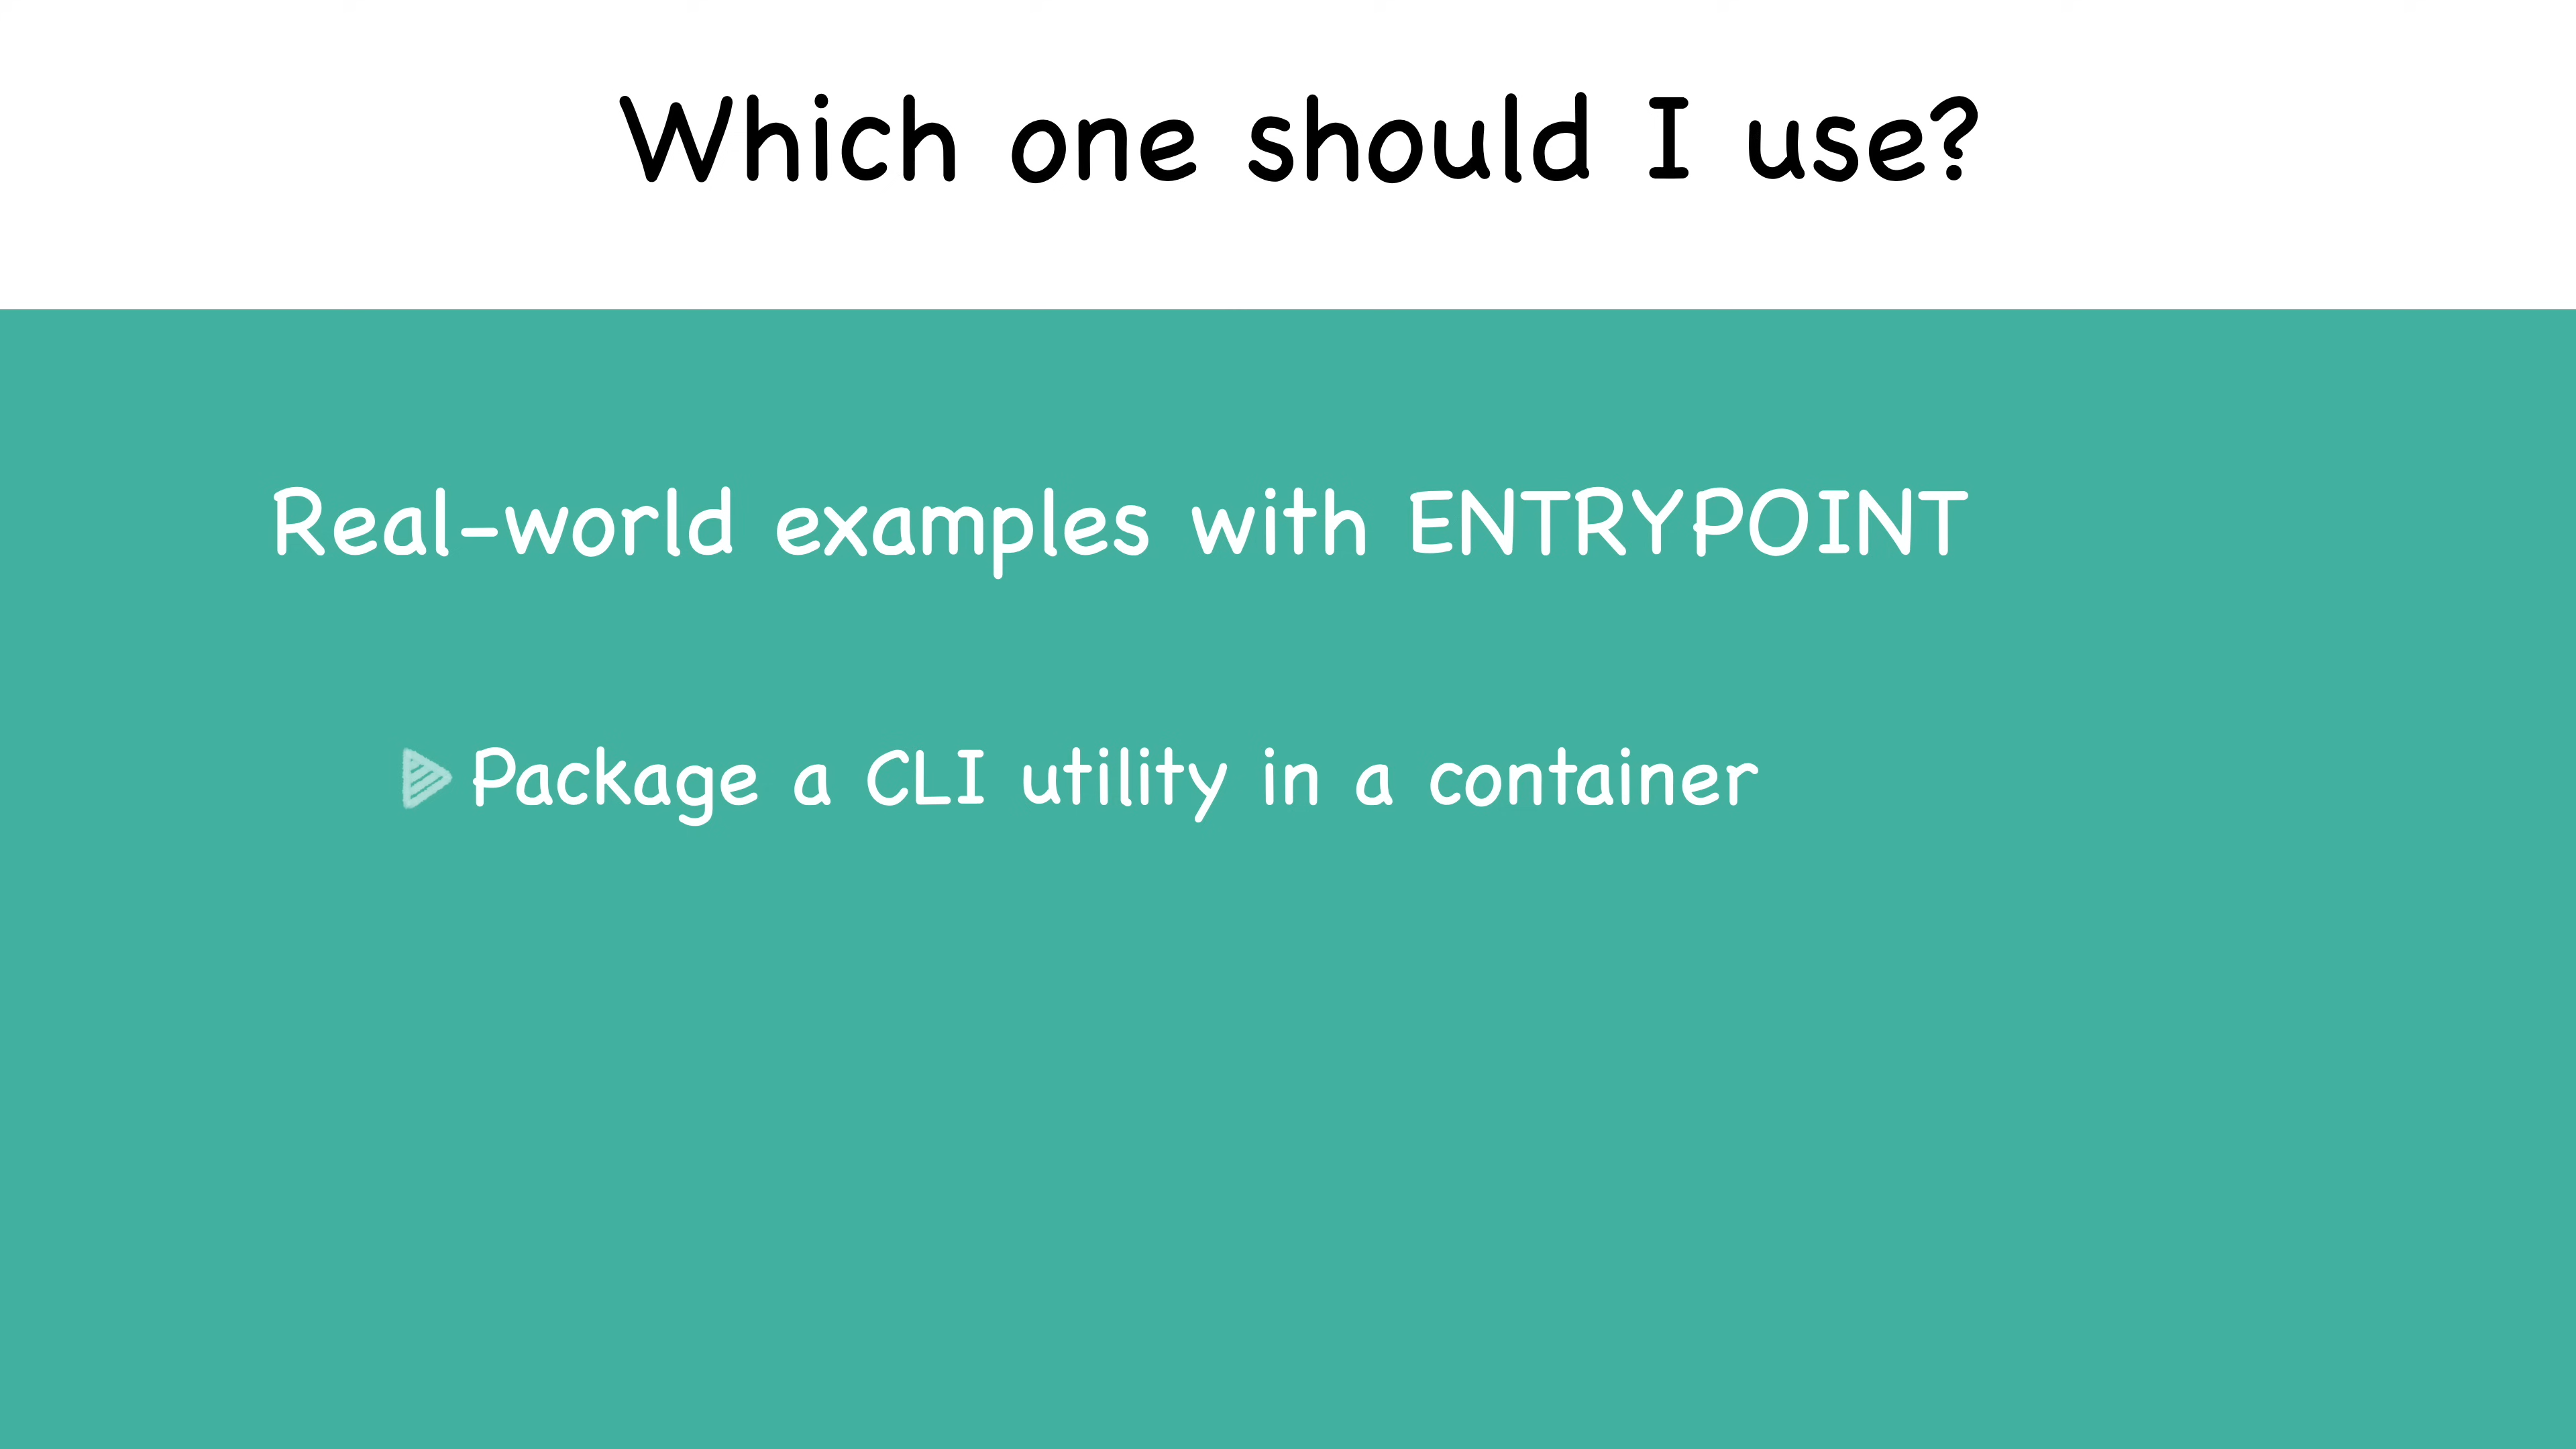 Which one should I use?
Real-world examples with ENTRYPOINT
Package a CLI utility in a container